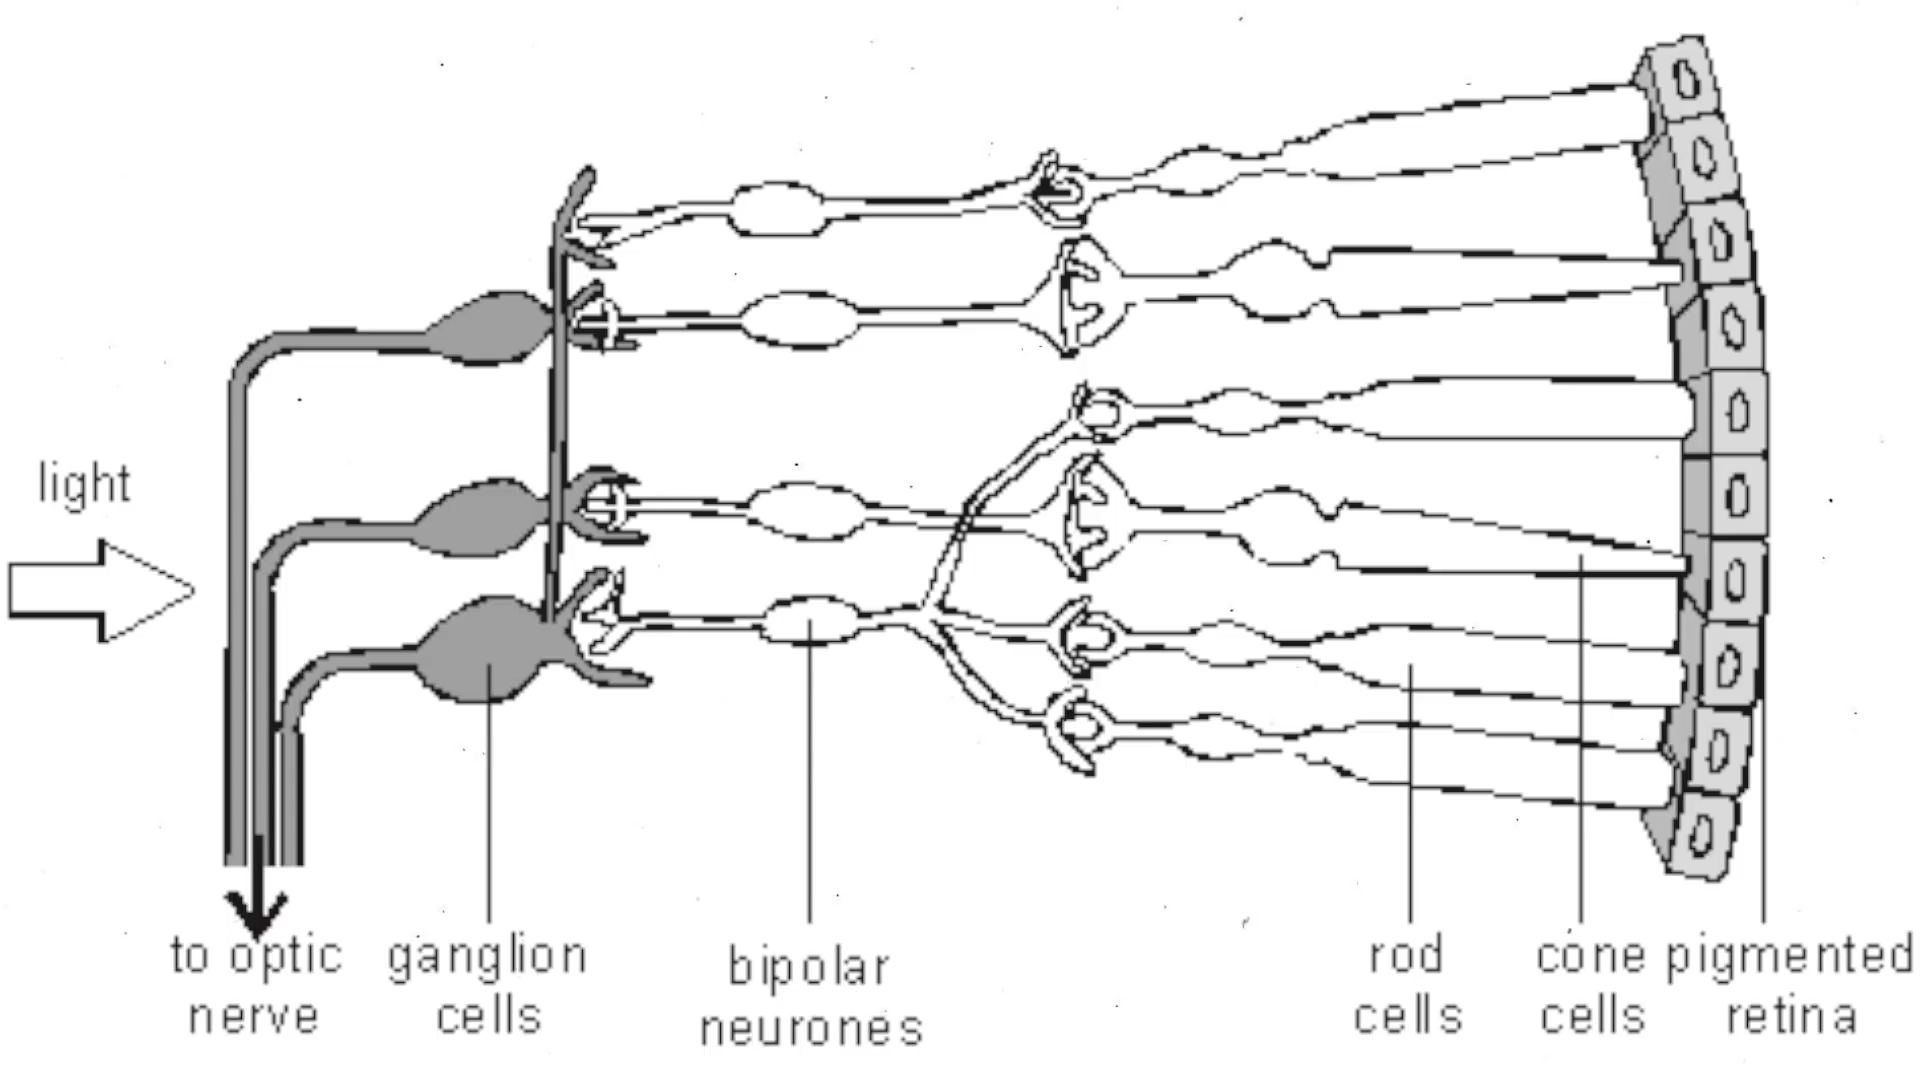 light
to optic
nerve
ganglion
cells
bipolar
neurones
rod
cells
cone
cells
pigmented
retina